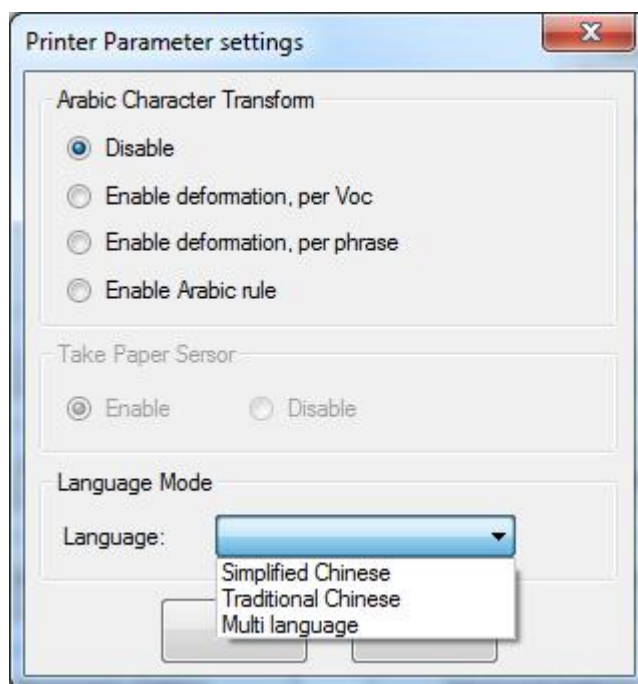 Printer Parameter settings
Arabic Character Transform
Disable
Enable deformation, per Voc
Enable deformation, per phrase
Enable Arabic rule
Take Paper Sersor
Enable Disable
Language Mode
Language:
Simplified Chinese
Traditional Chinese
Multi language